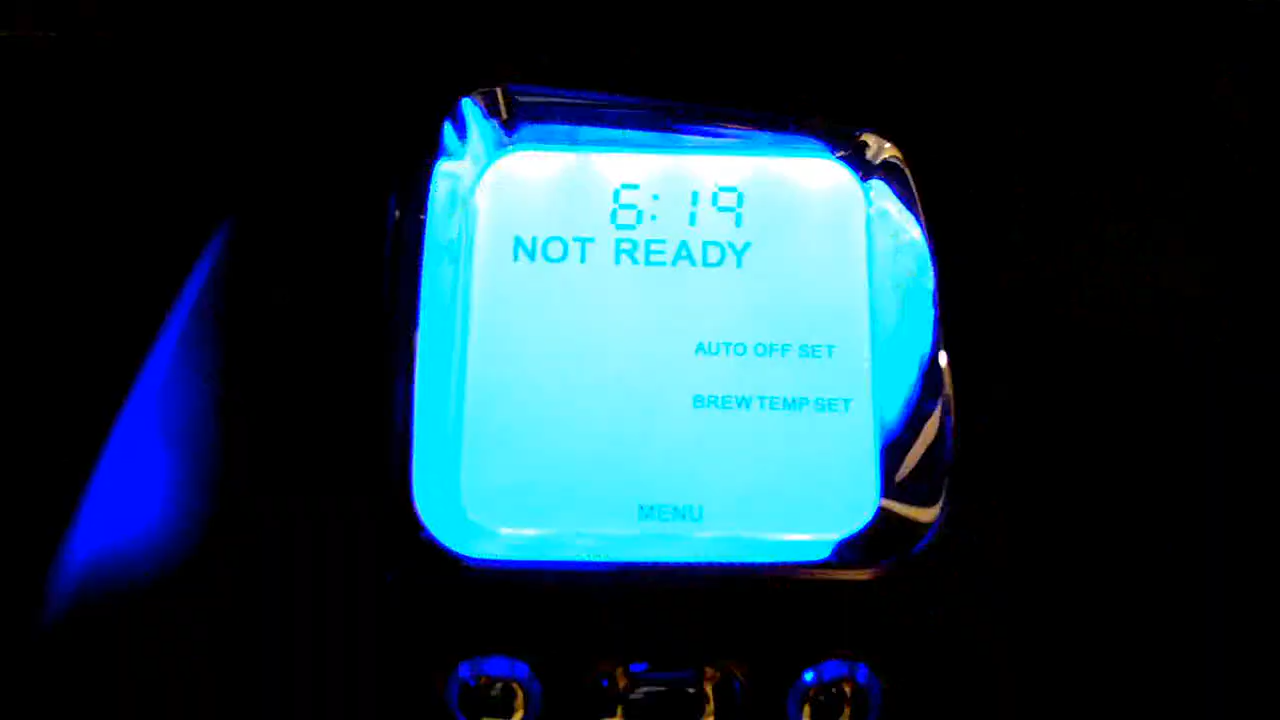 6:19
NOT READY
AUTO OFF SET
BREW TEMP SET
MENU